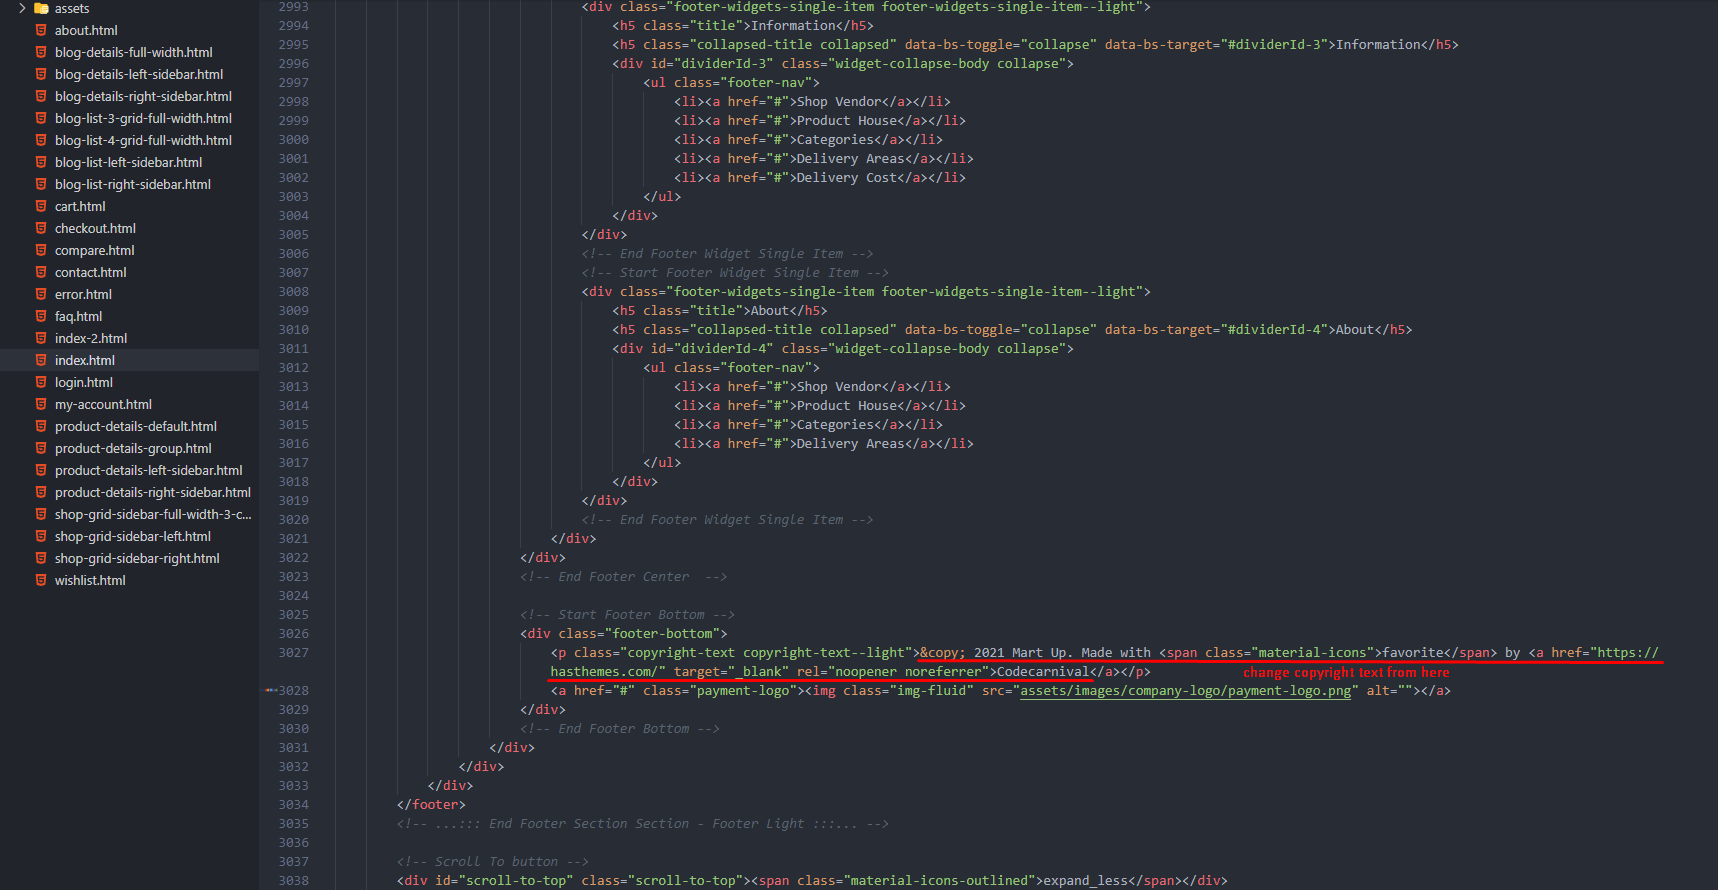 assets
about.html
blog-details-full-width.html
blog-details-left-sidebar.html
blog-details-right-sidebar.html
blog-list-3-grid-full-width.html
blog-list-4-grid-full-width.html
blog-list-left-sidebar.html
blog-list-right-sidebar.html
cart.html
checkout.html
compare.html
contact.html
error.html
faq.html
index-2.html
index.html
login.html
my-account.html
product-details-default.html
product-details-group.html
product-details-left-sidebar.html
product-details-right-sidebar.html
shop-grid-sidebar-full-width-3-c...
shop-grid-sidebar-left.html
shop-grid-sidebar-right.html
wishlist.html
2993 <div class="footer-widgets-single-item footer-widgets-single-item--light">
2994 <h5 class="title">Information</h5>
2995 <h5 class="collapsed-title collapsed" data-bs-toggle="collapse" data-bs-target="#dividerId-3">Information</h5>
2996 <div id="dividerId-3" class="widget-collapse-body collapse">
2997 <ul class="footer-nav">
2998 <li><a href="#">Shop Vendor</a></li>
2999 <li><a href="#">Product House</a></li>
3000 <li><a href="#">Categories</a></li>
3001 <li><a href="#">Delivery Areas</a></li>
3002 <li><a href="#">Delivery Cost</a></li>
3003 </ul>
3004 </div>
3005 </div>
3006 <!-- End Footer Widget Single Item -->
3007 <!-- Start Footer Widget Single Item -->
3008 <div class="footer-widgets-single-item footer-widgets-single-item--light">
3009 <h5 class="title">About</h5>
3010 <h5 class="collapsed-title collapsed" data-bs-toggle="collapse" data-bs-target="#dividerId-4">About</h5>
3011 <div id="dividerId-4" class="widget-collapse-body collapse">
3012 <ul class="footer-nav">
3013 <li><a href="#">Shop Vendor</a></li>
3014 <li><a href="#">Product House</a></li>
3015 <li><a href="#">Categories</a></li>
3016 <li><a href="#">Delivery Areas</a></li>
3017 </ul>
3018 </div>
3019 </div>
3020 <!-- End Footer Widget Single Item -->
3021 </div>
3022 </div>
3023 <!-- End Footer Center  -->
3024
3025 <!-- Start Footer Bottom -->
3026 <div class="footer-bottom">
3027 <p class="copyright-text copyright-text--light">&copy; 2021 Mart Up. Made with <span class="material-icons">favorite</span> by <a href="https://
hasthemes.com/" target="_blank" rel="noopener noreferrer">Codecarnival</a></p> change copyright text from here
3028 <a href="#" class="payment-logo"><img class="img-fluid" src="assets/images/company-logo/payment-logo.png" alt=""></a>
3029 </div>
3030 <!-- End Footer Bottom -->
3031 </div>
3032 </div>
3033 </div>
3034 </footer>
3035 <!-- ...::: End Footer Section Section - Footer Light :::... -->
3036
3037 <!-- Scroll To button -->
3038 <div id="scroll-to-top" class="scroll-to-top"><span class="material-icons-outlined">expand_less</span></div>